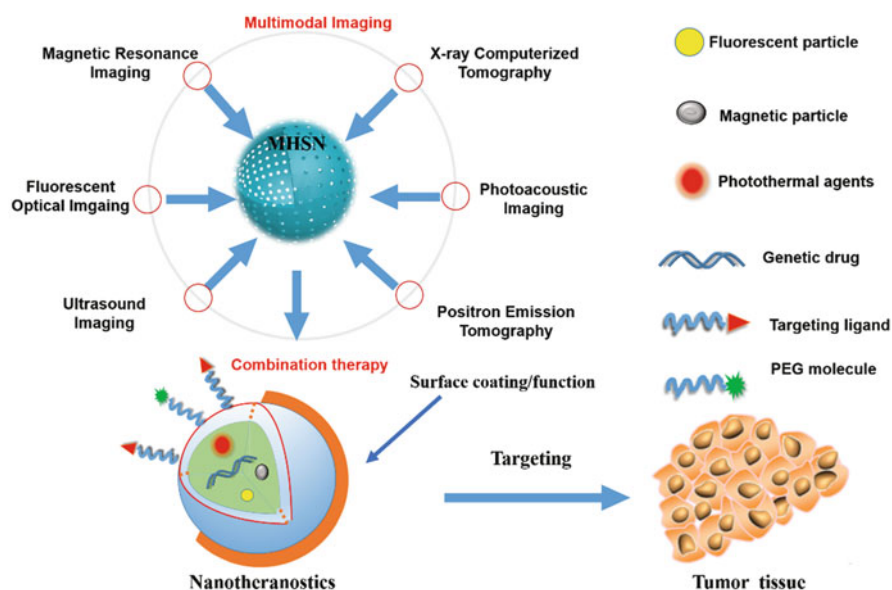 Multimodal Imaging
Magnetic Resonance
Imaging
X-ray Computerized
Tomography
MHSN
Fluorescent
Optical Imgaing
Photoacoustic
Imaging
Ultrasound
Imaging
Positron Emission
Tomography
Combination therapy
Surface coating/function
Targeting
Nanotheranostics
Tumor tissue
Fluorescent particle
Magnetic particle
Photothermal agents
Genetic drug
Targeting ligand
PEG molecule